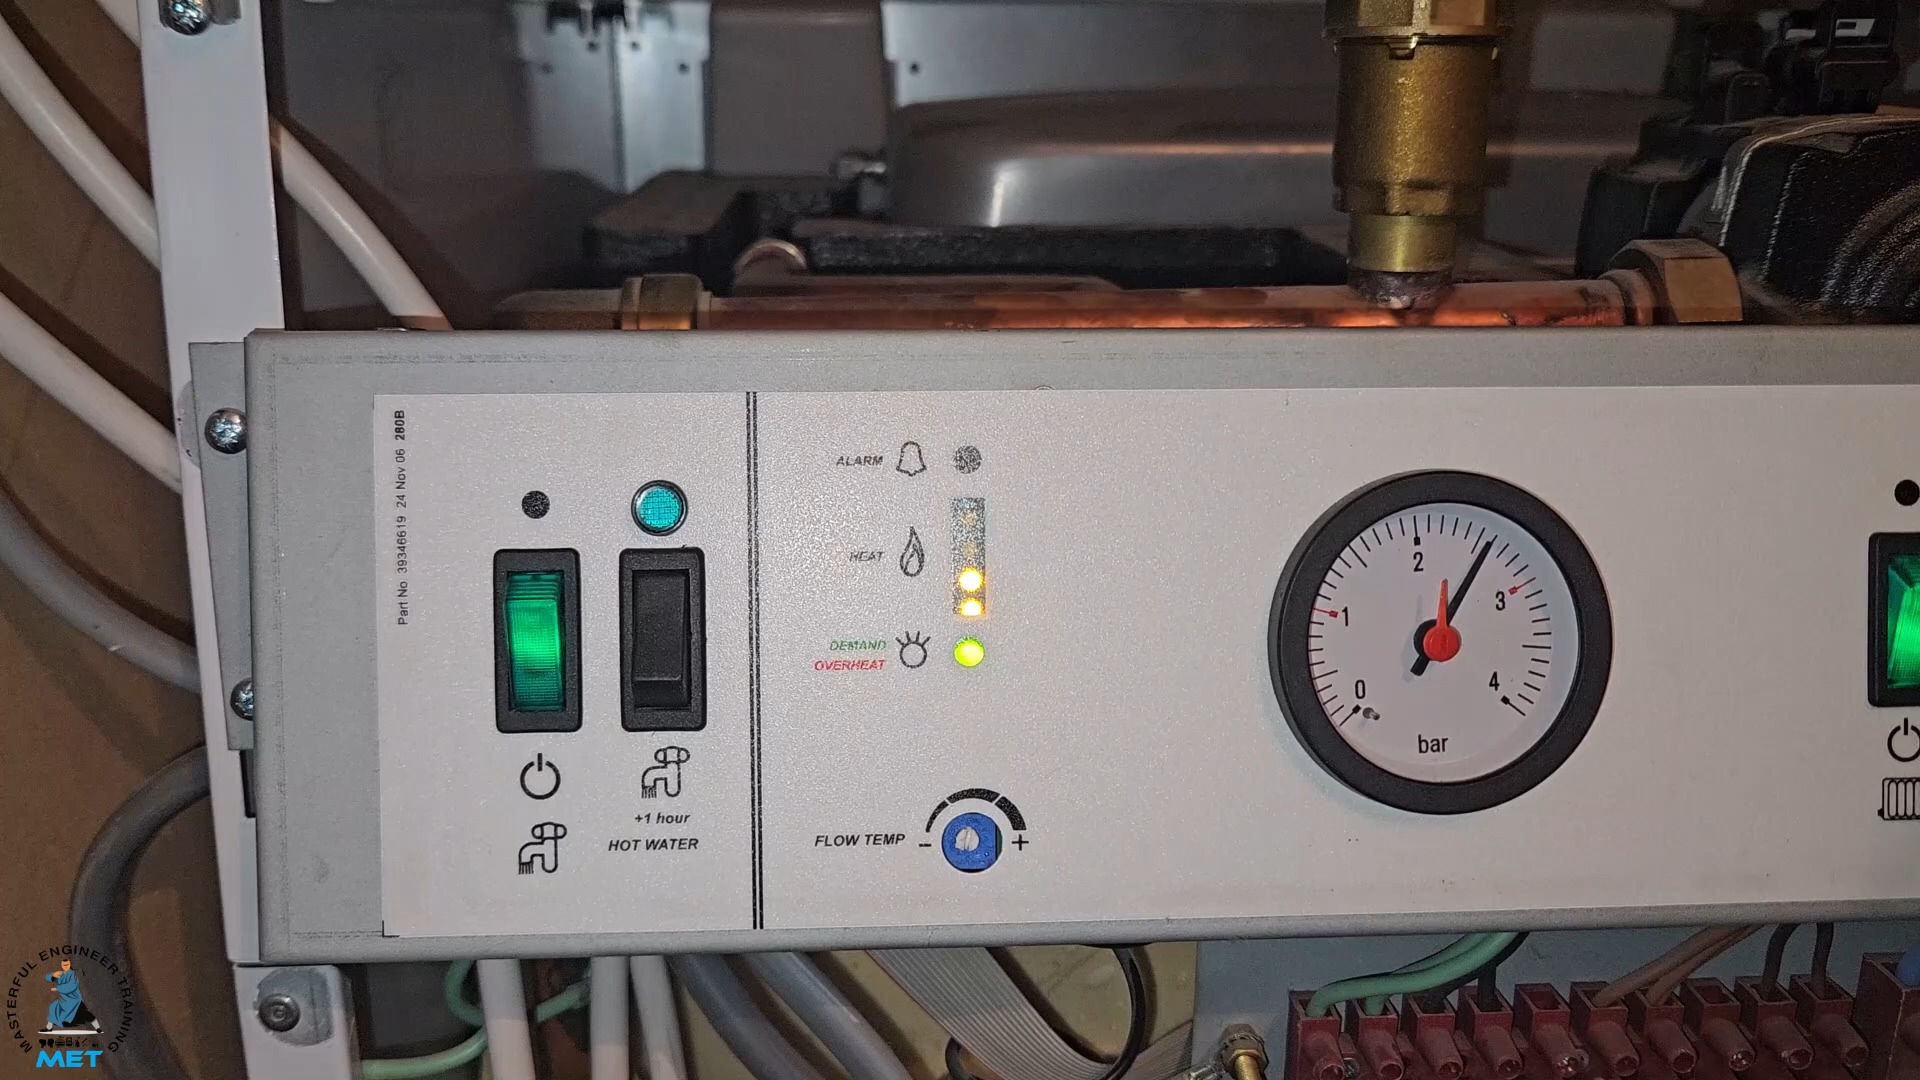 Part No 39346619 24 Nov 06 280B
+1 hour
HOT WATER
ALARM
HEAT
DEMAND
OVERHEAT
FLOW TEMP - +
0
1
2
3
4
bar
MASTERFUL ENGINEER TRAINING
MET